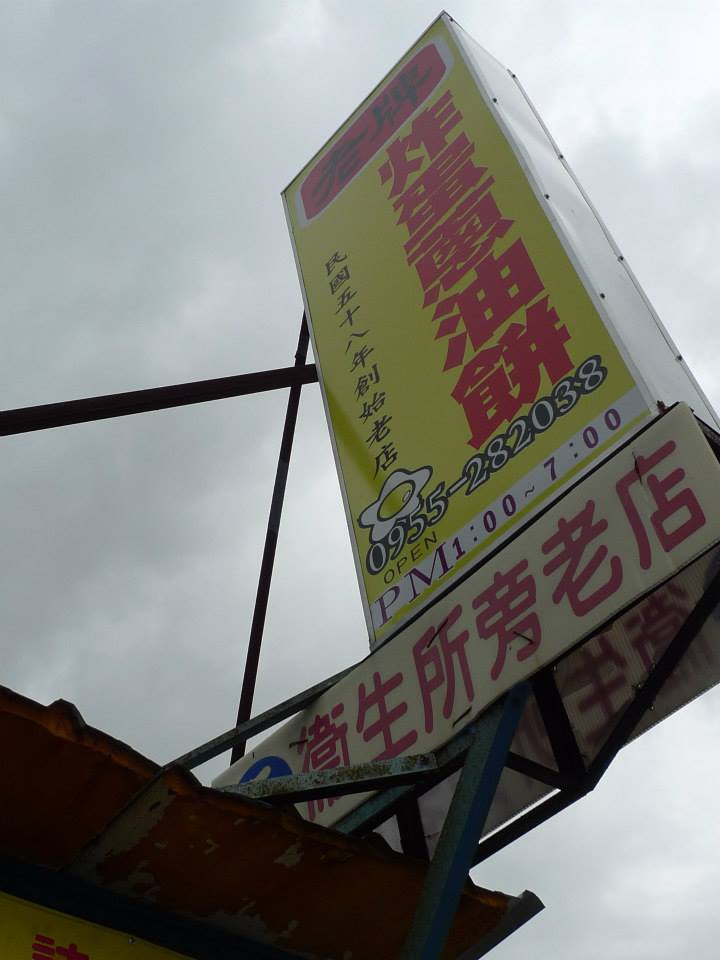 老牌
炸蛋蔥油餅
民國五十八年創始老店
0955-282038
OPEN
PM1:00~7:00
衛生所旁老店